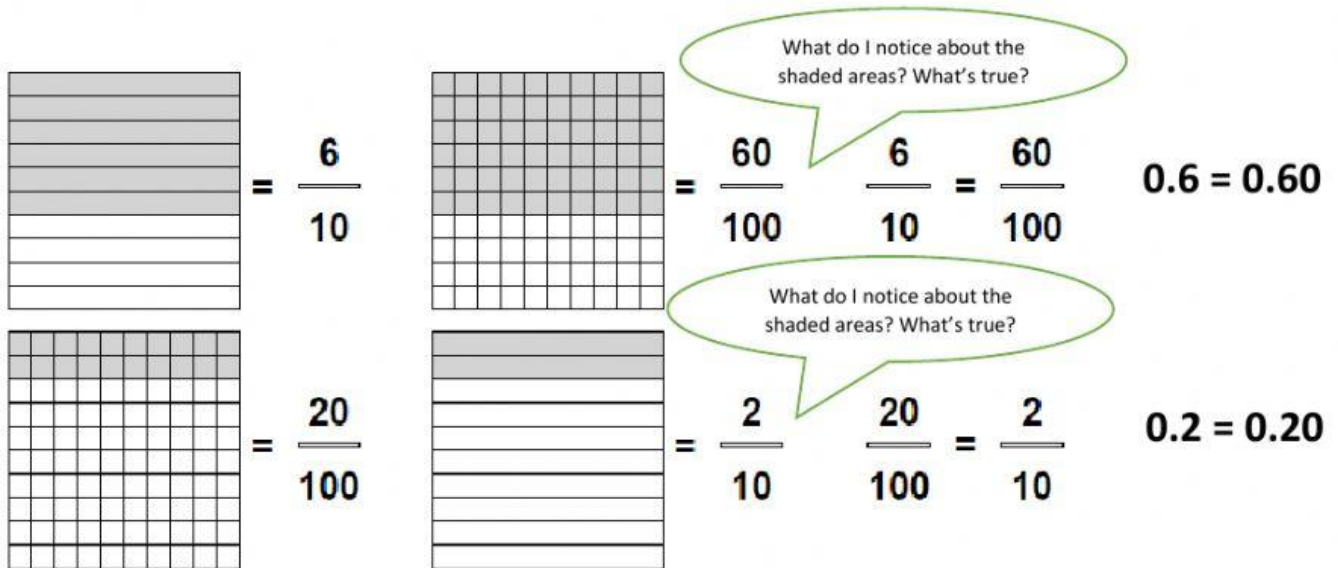 What do I notice about the
shaded areas? What's true?
= 6/10
= 60/100
6/10 = 60/100
0.6 = 0.60
What do I notice about the
shaded areas? What's true?
= 20/100
= 2/10
20/100 = 2/10
0.2 = 0.20